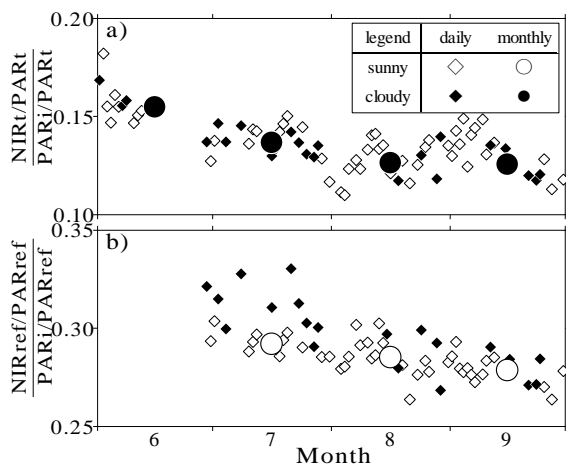 0.20
a)
legend daily monthly
sunny
cloudy
NIRt/PARt
PARi/PARt
0.15
0.10
0.35
b)
NIRref/PARref
PARi/PARref
0.30
0.25
6 7 8 9
Month